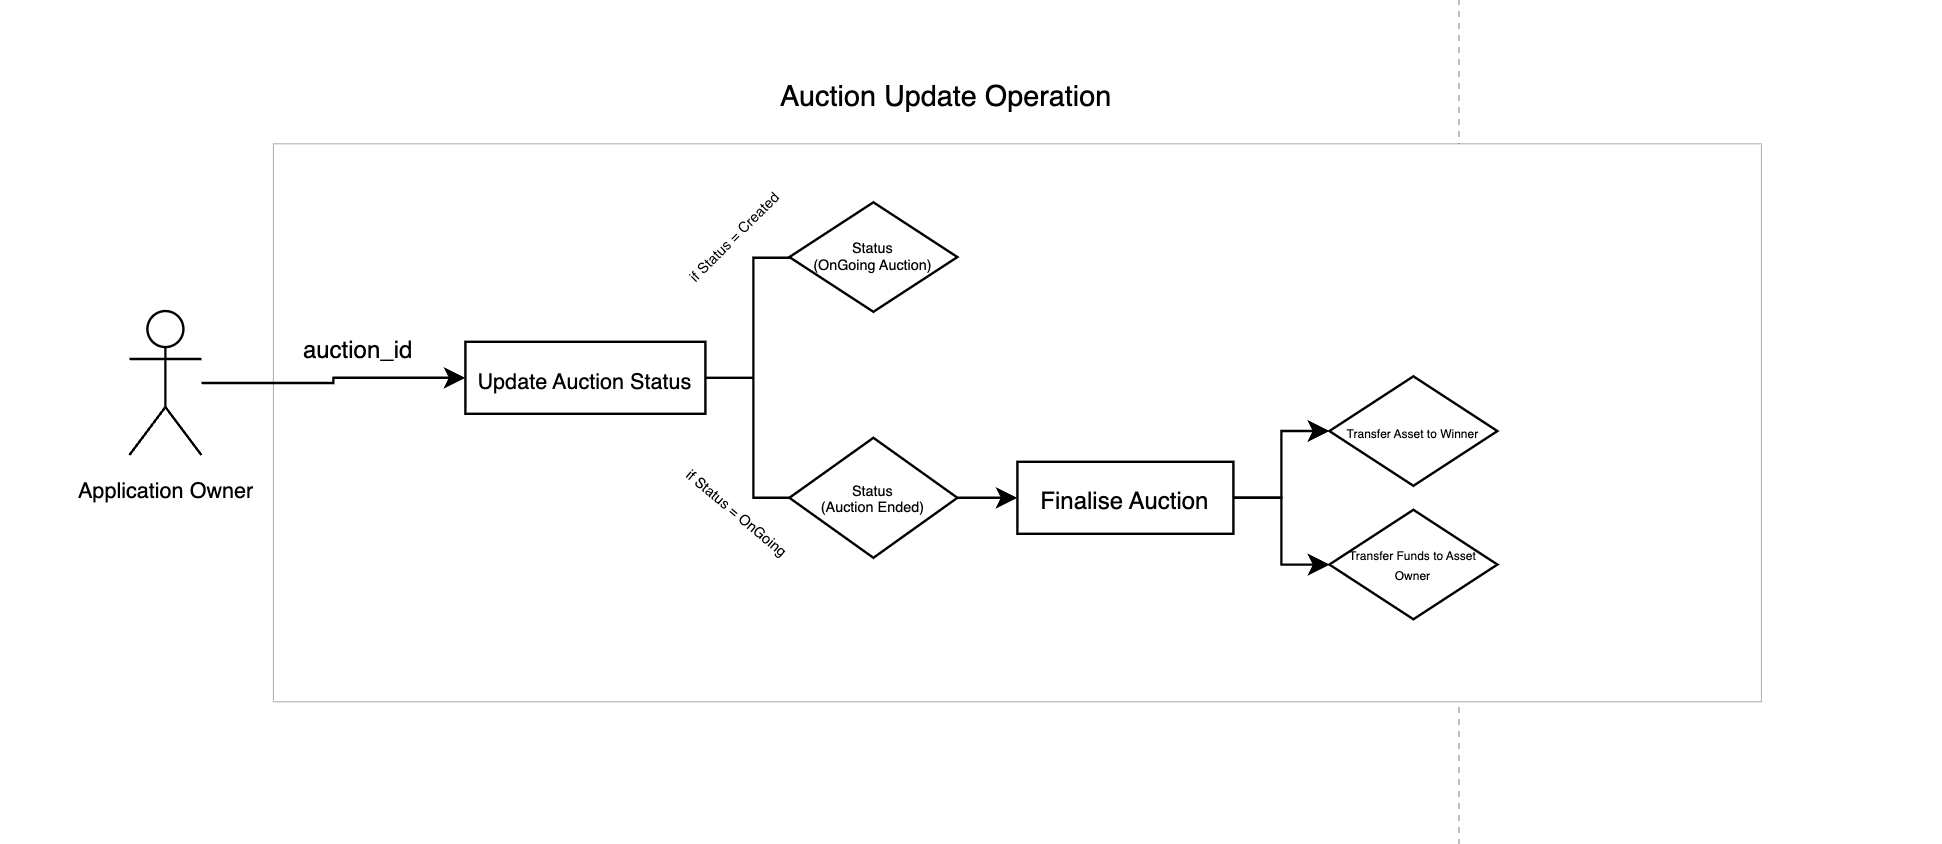 Auction Update Operation
if Status = Created
Status
(OnGoing Auction)
auction_id
Update Auction Status
Application Owner
if Status = OnGoing
Status
(Auction Ended)
Finalise Auction
Transfer Asset to Winner
Transfer Funds to Asset
Owner